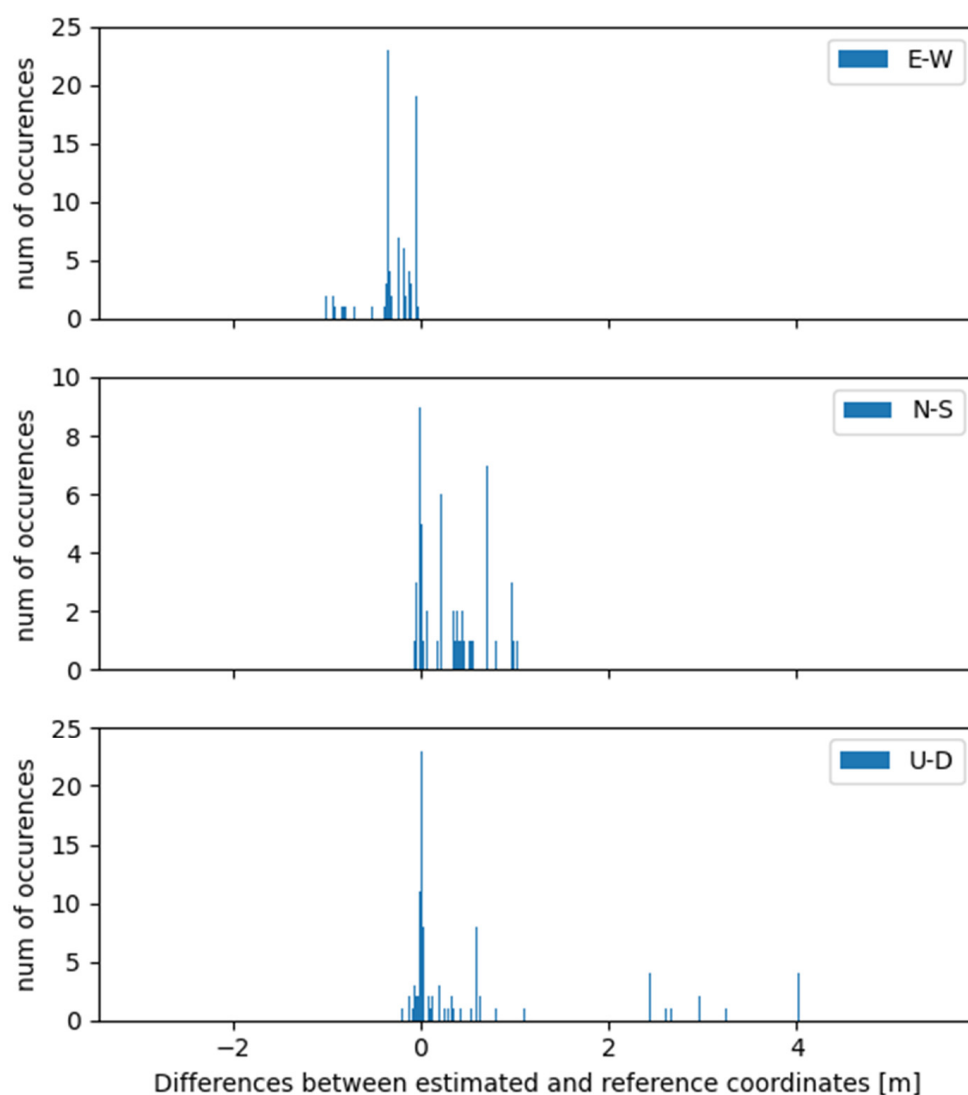 25
20
15
10
5
0
num of occurences
E-W
10
8
6
4
2
0
num of occurences
N-S
25
20
15
10
5
0
num of occurences
U-D
−2 0 2 4
Differences between estimated and reference coordinates [m]